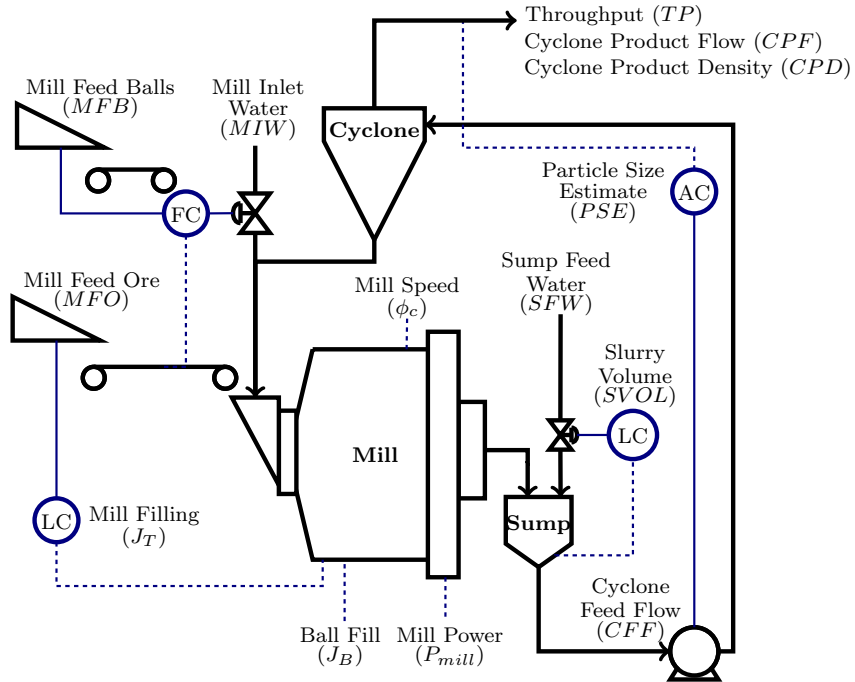 Throughput (TP)
Cyclone Product Flow (CPF)
Cyclone Product Density (CPD)
Mill Feed Balls
(MFB)
Mill Inlet
Water
(MIW)
Cyclone
Particle Size
Estimate
(PSE)
AC
FC
Mill Feed Ore
(MFO)
Mill Speed
(ϕc)
Sump Feed
Water
(SFW)
Slurry
Volume
(SVOL)
LC
Mill
LC
Mill Filling
(JT)
Sump
Ball Fill
(JB)
Mill Power
(Pmill)
Cyclone
Feed Flow
(CFF)